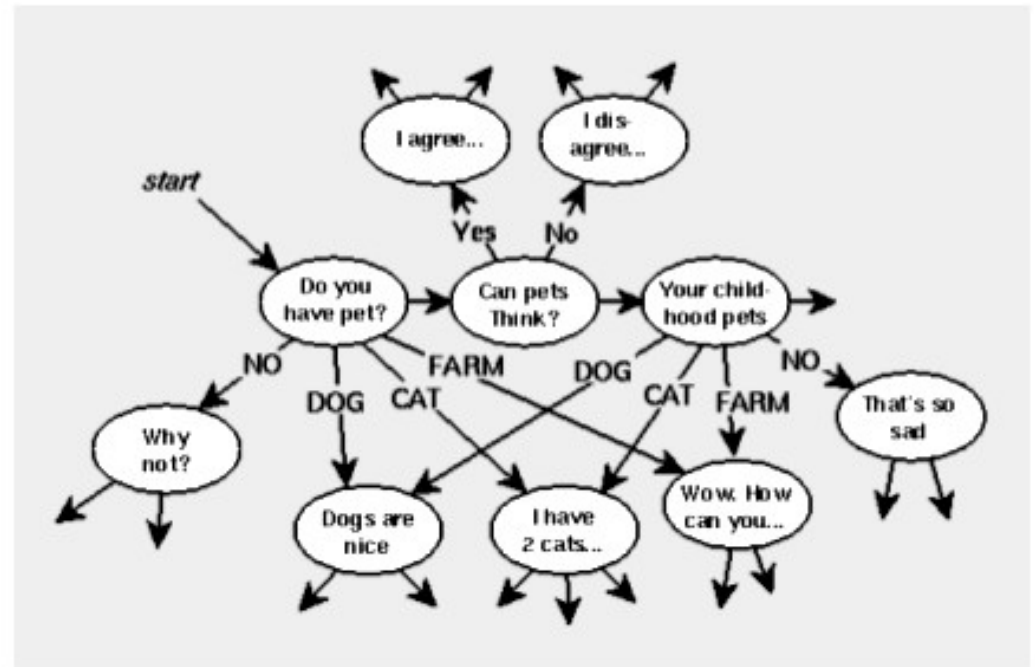 I agree...
I dis-
agree...
start
Yes
No
Do you
have pet?
Can pets
Think?
Your child-
hood pets
NO
DOG
CAT
FARM
DOG
CAT
FARM
NO
Why
not?
That's so
sad
Dogs are
nice
I have
2 cats...
Wow. How
can you...